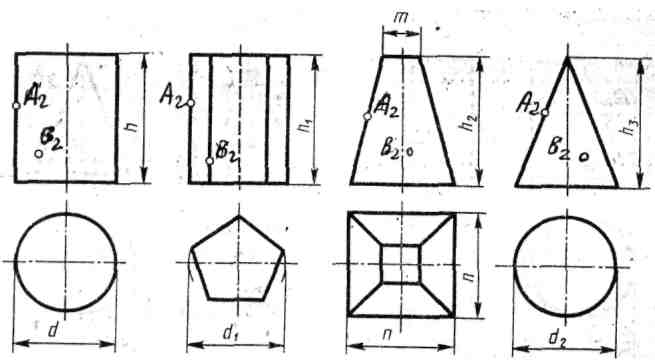 m
A₂
B₂
h
A₂
B₂
h₁
A₂
B₂
h₂
A₂
B₂
h₃
d
d₁
n
n
d₂